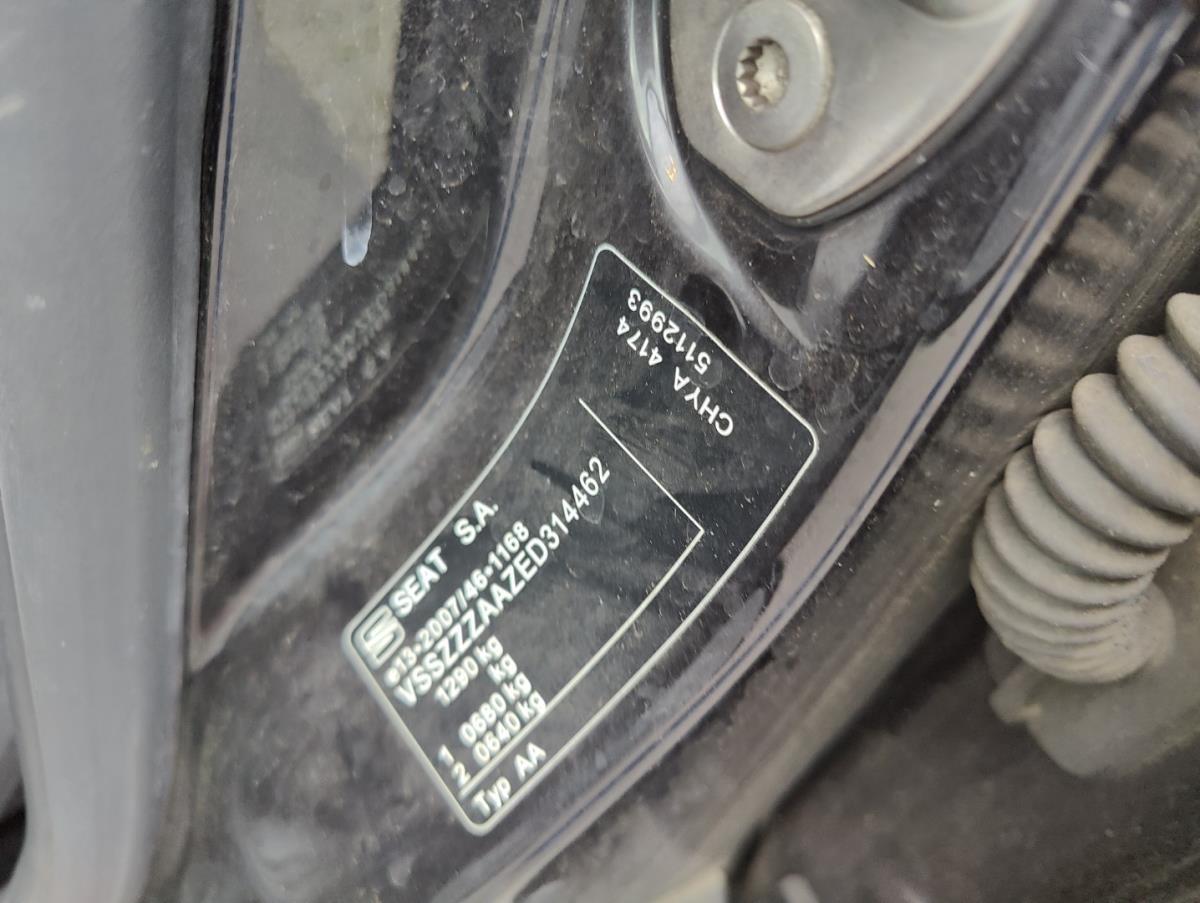 SEAT S.A.
e13*2007/46*1168
VSSZZZAAZED314462
1290 kg
kg
1 0680 kg
2 0640 kg
Typ AA
CHYA 4174
51129993